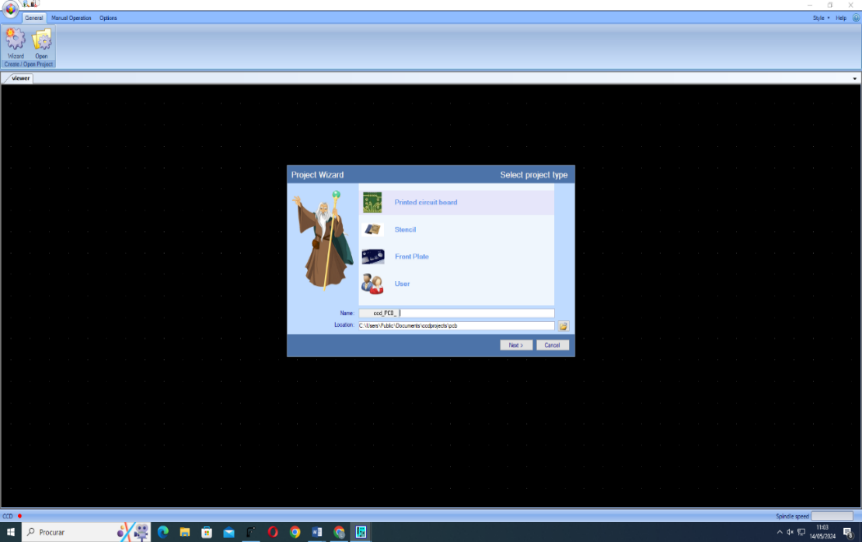 General Manual Operation Options
Style Help
Wizard Open
Create / Open Project
viewer
Project Wizard Select project type
Printed circuit board
Stencil
Front Plate
User
Name: ccd_PCB_
Location: C:\Users\Public\Documents\ccdprojects\pcb
Next > Cancel
CCD Spindle speed
Procurar
11:03
14/05/2024